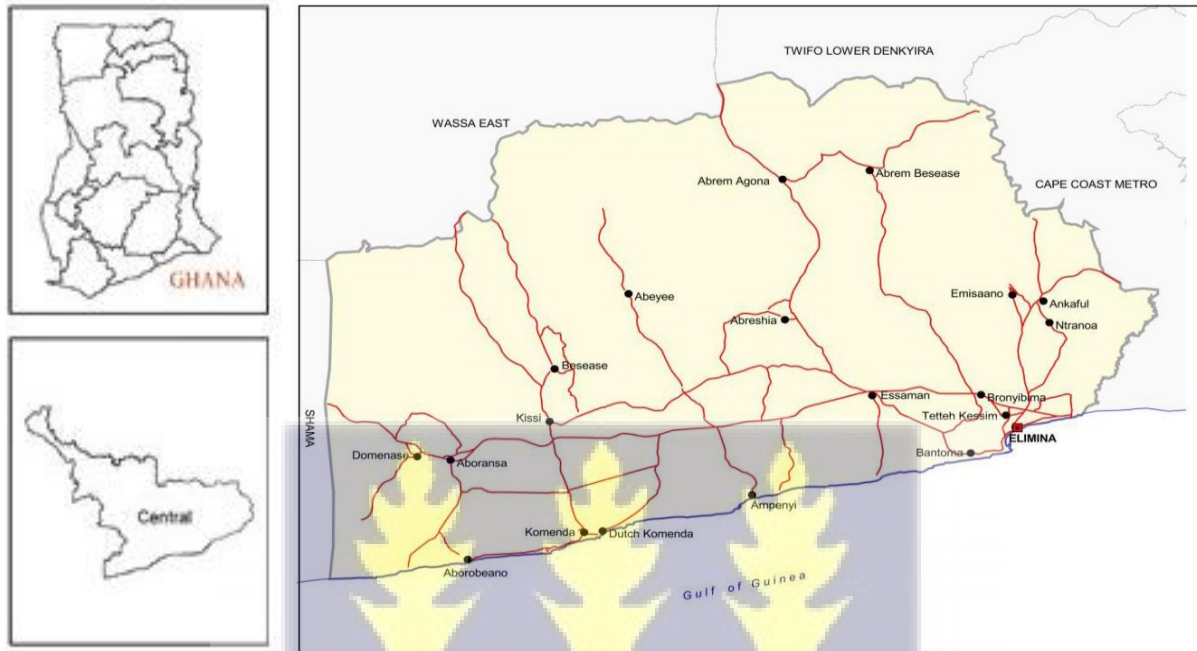 GHANA
Central
TWIFO LOWER DENKYIRA
WASSA EAST
CAPE COAST METRO
Abrem Agona
Abrem Besease
Abeyee
Emisaano
Ankaful
Abreshia
Ntranoa
Besease
Essaman
Bronyibima
Kissi
Tetteh Kessim
SHAMA
ELIMINA
Domenase
Aboransa
Bantoma
Ampenyi
Komenda
Dutch Komenda
Aborobeano
Gulf of Guinea